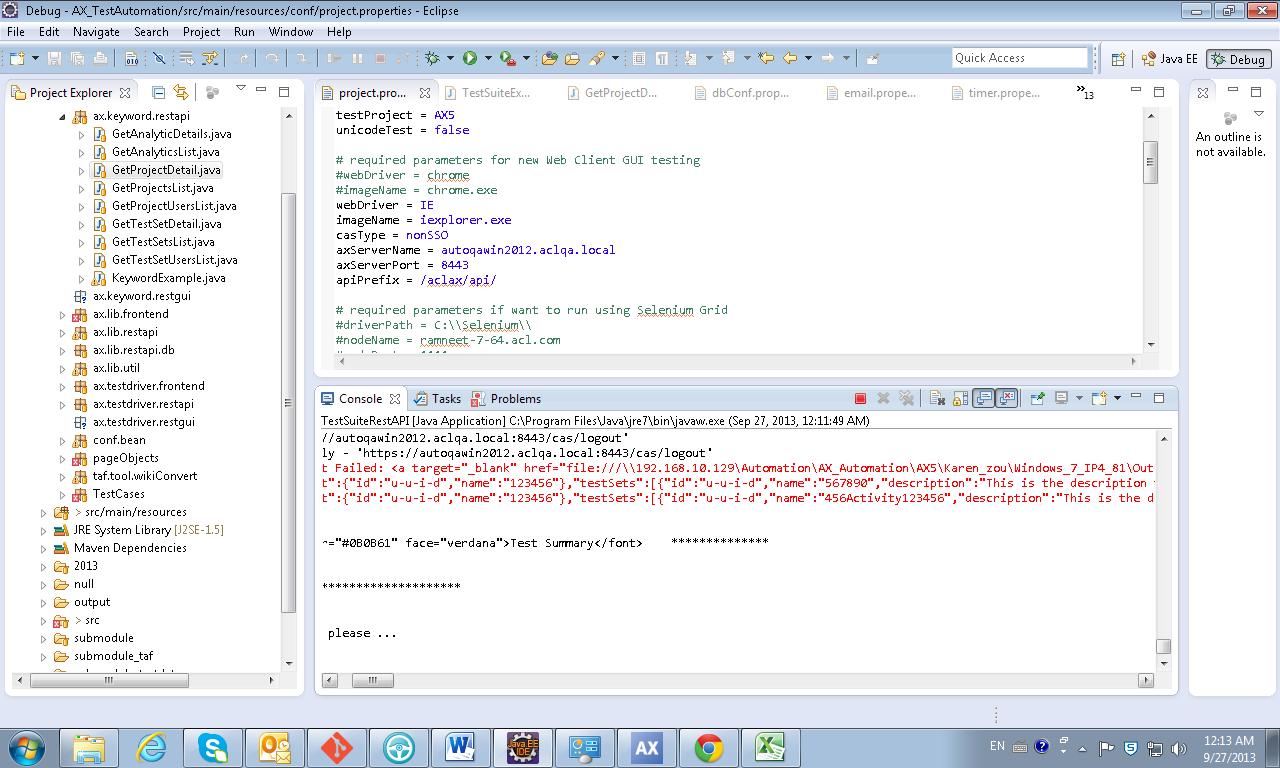 Debug - AX_TestAutomation/src/main/resources/conf/project.properties - Eclipse
File Edit Navigate Search Project Run Window Help
Quick Access
Java EE
Debug
Project Explorer
ax.keyword.restapi
GetAnalyticDetails.java
GetAnalyticsList.java
GetProjectDetail.java
GetProjectsList.java
GetProjectUsersList.java
GetTestSetDetail.java
GetTestSetsList.java
GetTestSetUsersList.java
KeywordExample.java
ax.keyword.restgui
ax.lib.frontend
ax.lib.restapi
ax.lib.restapi.db
ax.lib.util
ax.testdriver.frontend
ax.testdriver.restapi
ax.testdriver.restgui
conf.bean
pageObjects
taf.tool.wikiConvert
TestCases
> src/main/resources
JRE System Library [J2SE-1.5]
Maven Dependencies
2013
null
output
> src
submodule
submodule_taf
project.pro... TestSuiteEx... GetProjectD... dbConf.prop... email.prope... timer.prope... »13
testProject = AX5
unicodeTest = false
# required parameters for new Web Client GUI testing
#webDriver = chrome
#imageName = chrome.exe
webDriver = IE
imageName = iexplorer.exe
casType = nonSSO
axServerName = autoqawin2012.aclqa.local
axServerPort = 8443
apiPrefix = /aclax/api/
# required parameters if want to run using Selenium Grid
#driverPath = C:\\Selenium\\
#nodeName = ramneet-7-64.acl.com
An outline is
not available.
Console Tasks Problems
TestSuiteRestAPI [Java Application] C:\Program Files\Java\jre7\bin\javaw.exe (Sep 27, 2013, 12:11:49 AM)
//autoqawin2012.aclqa.local:8443/cas/logout'
ly - 'https://autoqawin2012.aclqa.local:8443/cas/logout'
t Failed: <a target="_blank" href="file:///\\192.168.10.129\Automation\AX_Automation\AX5\Karen_zou\Windows_7_IP4_81\Out
t":{"id":"u-u-i-d","name":"123456"},"testSets":[{"id":"u-u-i-d","name":"567890","description":"This is the description
t":{"id":"u-u-i-d","name":"123456"},"testSets":[{"id":"u-u-i-d","name":"456Activity123456","description":"This is the d
="#0B0B61" face="verdana">Test Summary</font> **************
********************
please ...
AX
EN
12:13 AM
9/27/2013